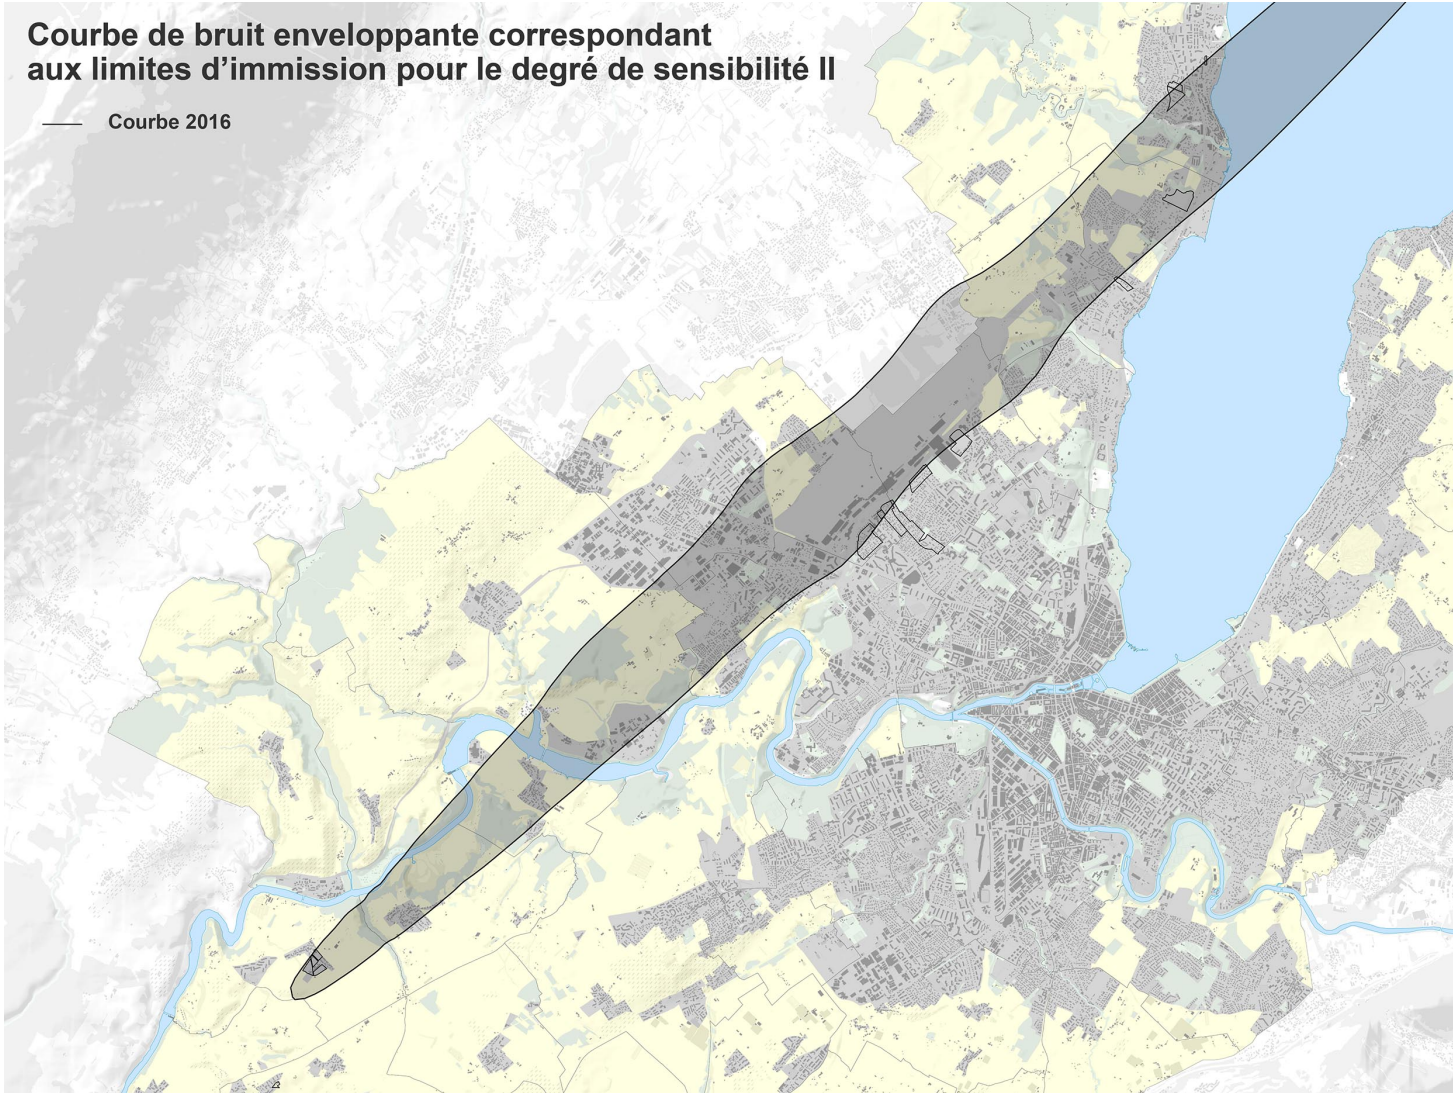 Courbe de bruit enveloppante correspondant
aux limites d’immission pour le degré de sensibilité II
Courbe 2016